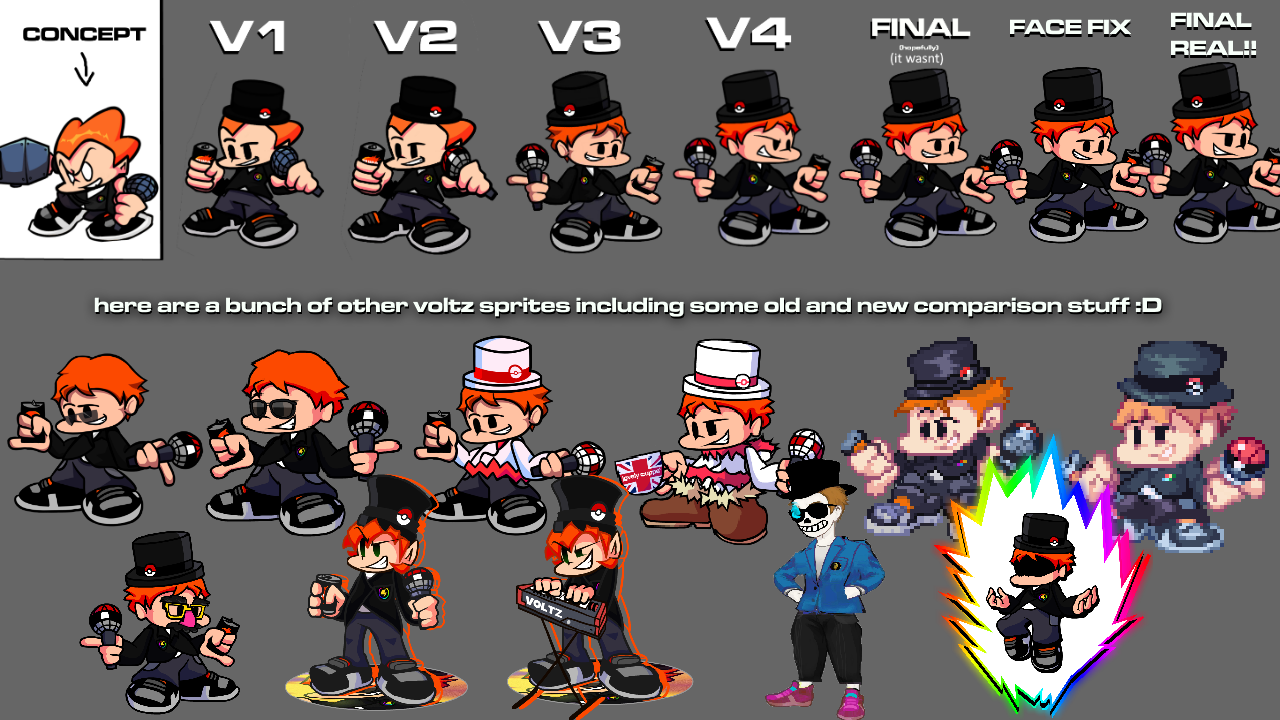 CONCEPT
V1
V2
V3
V4
FINAL
(hopefully)
(it wasnt)
FACE FIX
FINAL
REAL!!
here are a bunch of other voltz sprites including some old and new comparison stuff :D
VOLTZ